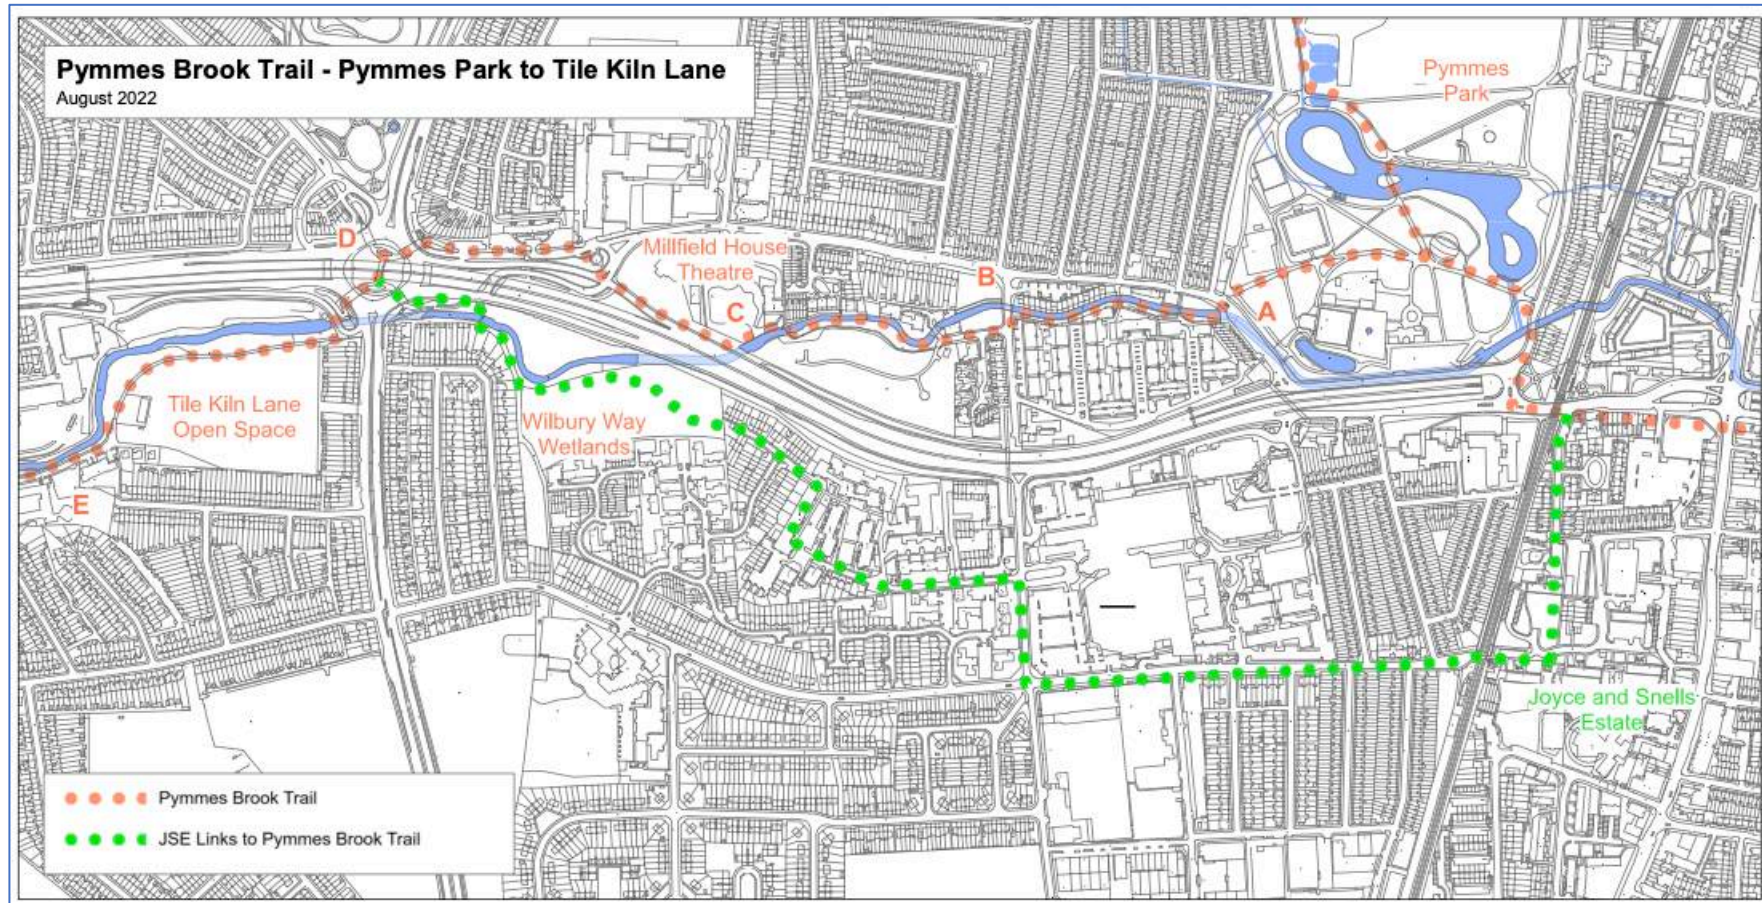 Pymmes Brook Trail - Pymmes Park to Tile Kiln Lane
August 2022
Pymmes
Park
D
Millfield House
Theatre
B
C
A
Tile Kiln Lane
Open Space
Wilbury Way
Wetlands
E
Joyce and Snells
Estate
Pymmes Brook Trail
JSE Links to Pymmes Brook Trail